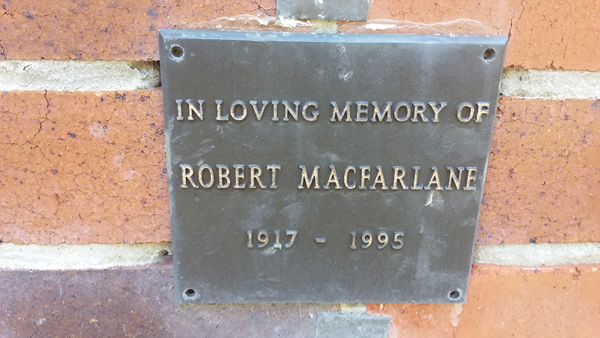 IN LOVING MEMORY OF
ROBERT MACFARLANE
1917 - 1995